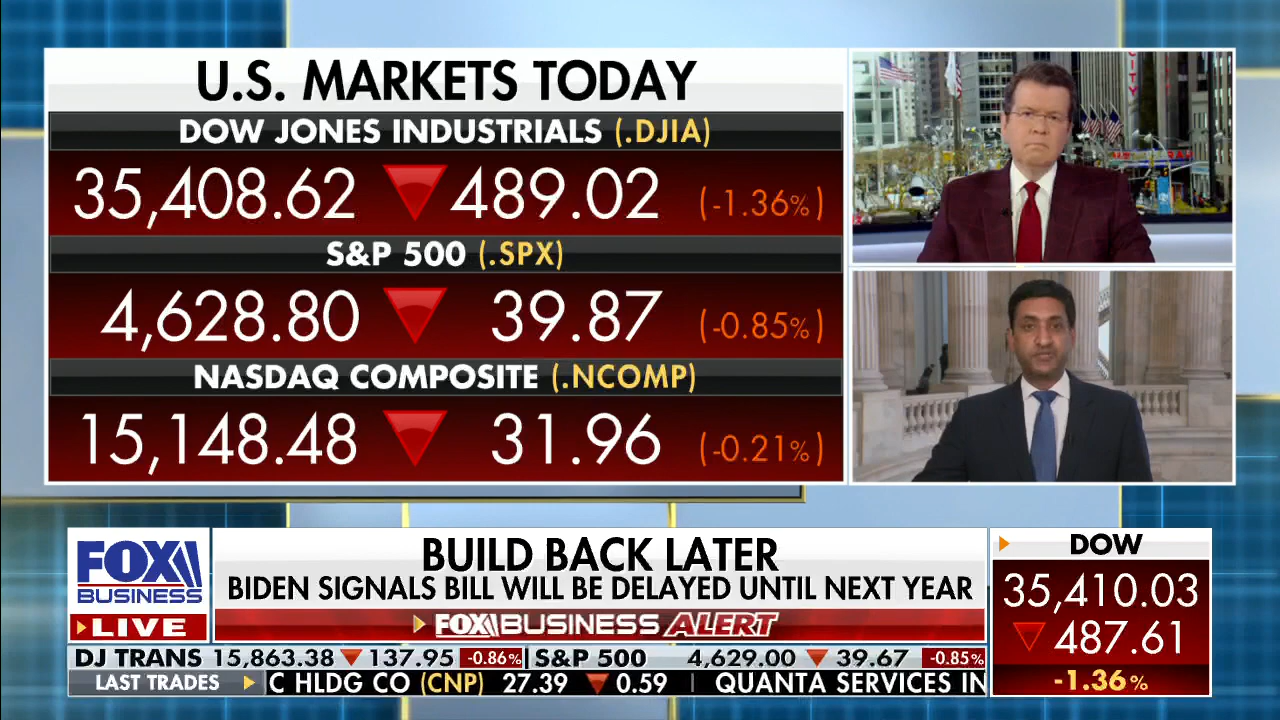 U.S. MARKETS TODAY
DOW JONES INDUSTRIALS (.DJIA)
35,408.62 ▼ 489.02 (-1.36%)
S&P 500 (.SPX)
4,628.80 ▼ 39.87 (-0.85%)
NASDAQ COMPOSITE (.NCOMP)
15,148.48 ▼ 31.96 (-0.21%)
CITY
FOX
BUSINESS
LIVE
BUILD BACK LATER
BIDEN SIGNALS BILL WILL BE DELAYED UNTIL NEXT YEAR
FOX BUSINESS ALERT
DOW
35,410.03
▼ 487.61
-1.36%
DJ TRANS 15,863.38 ▼ 137.95 -0.86% S&P 500 4,629.00 ▼ 39.67 -0.85%
LAST TRADES C HLDG CO (CNP) 27.39 ▼ 0.59 QUANTA SERVICES IN